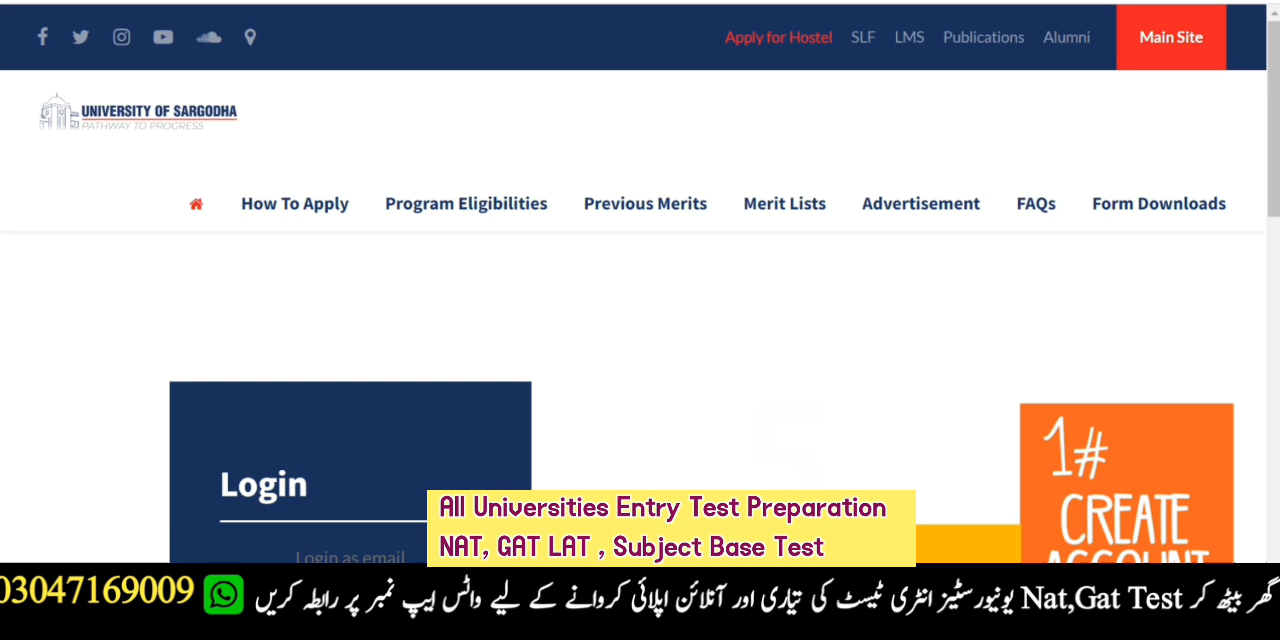 Apply for Hostel SLF LMS Publications Alumni Main Site
UNIVERSITY OF SARGODHA
PATHWAY TO PROGRESS
How To Apply Program Eligibilities Previous Merits Merit Lists Advertisement FAQs Form Downloads
Login
Login as email
1#
CREATE
ACCOUNT
All Universities Entry Test Preparation
NAT, GAT LAT , Subject Base Test
گھر بیٹھ کر Nat,Gat Test یونیورسٹیز انٹری ٹیسٹ کی تیاری اور آنلائن اپلائی کروانے کے لیے واٹس ایپ نمبر پر رابطہ کریں 03047169009